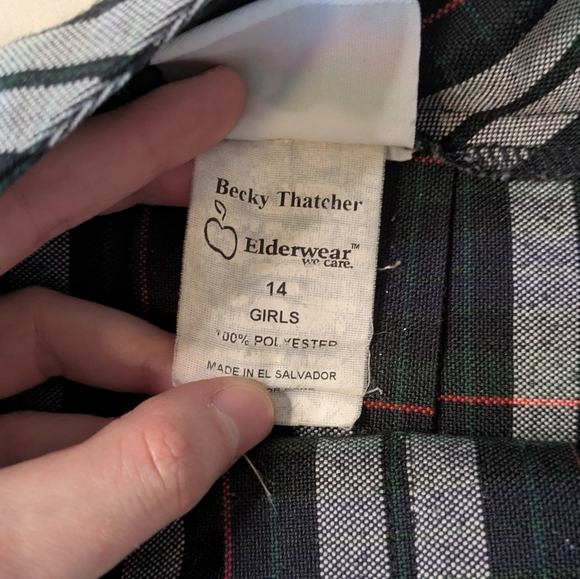 Becky Thatcher
Elderwear™
we care.
14
GIRLS
100% POLYESTER
MADE IN EL SALVADOR